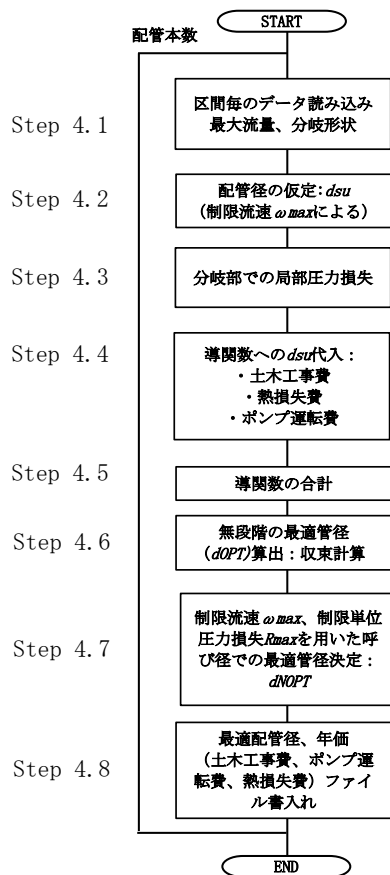 START
配管本数
Step 4.1
区間毎のデータ読み込み
最大流量、分岐形状
Step 4.2
配管径の仮定：dsu
(制限流速ωmaxによる)
Step 4.3
分岐部での局部圧力損失
Step 4.4
導関数へのdsu代入：
・土木工事費
・熱損失費
・ポンプ運転費
Step 4.5
導関数の合計
Step 4.6
無段階の最適管径
(dOPT)算出：収束計算
Step 4.7
制限流速ωmax、制限単位
圧力損失Rmaxを用いた呼
び径での最適管径決定：
dNOPT
Step 4.8
最適配管径、年価
（土木工事費、ポンプ運
転費、熱損失費）ファイ
ル書入れ
END